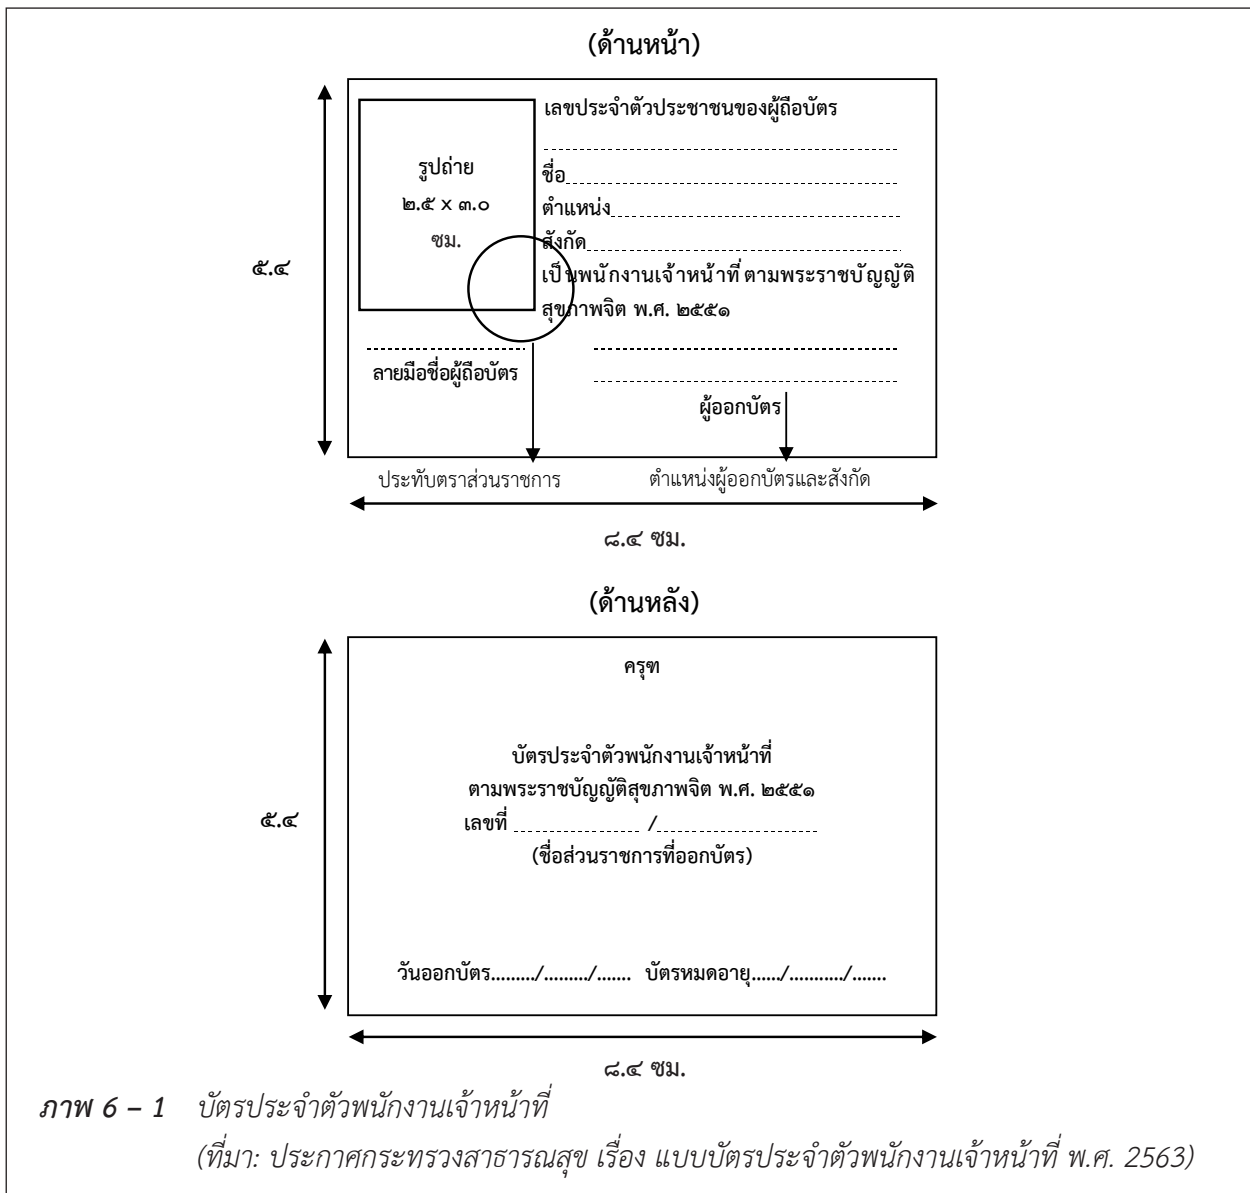 (ด้านหน้า)
เลขประจำตัวประชาชนของผู้ถือบัตร
รูปถ่าย
๒.๕ x ๓.๐
ซม.
ชื่อ
ตำแหน่ง
สังกัด
เป็นพนักงานเจ้าหน้าที่ ตามพระราชบัญญัติ
สุขภาพจิต พ.ศ. ๒๕๕๑
๕.๔
ลายมือชื่อผู้ถือบัตร
ผู้ออกบัตร
ประทับตราส่วนราชการ
ตำแหน่งผู้ออกบัตรและสังกัด
๘.๔ ซม.
(ด้านหลัง)
ครุฑ
บัตรประจำตัวพนักงานเจ้าหน้าที่
ตามพระราชบัญญัติสุขภาพจิต พ.ศ. ๒๕๕๑
เลขที่ ...................... /............................
(ชื่อส่วนราชการที่ออกบัตร)
๕.๔
วันออกบัตร........./........./....... บัตรหมดอายุ....../.........../.......
๘.๔ ซม.
ภาพ 6 – 1 บัตรประจำตัวพนักงานเจ้าหน้าที่
(ที่มา: ประกาศกระทรวงสาธารณสุข เรื่อง แบบบัตรประจำตัวพนักงานเจ้าหน้าที่ พ.ศ. 2563)